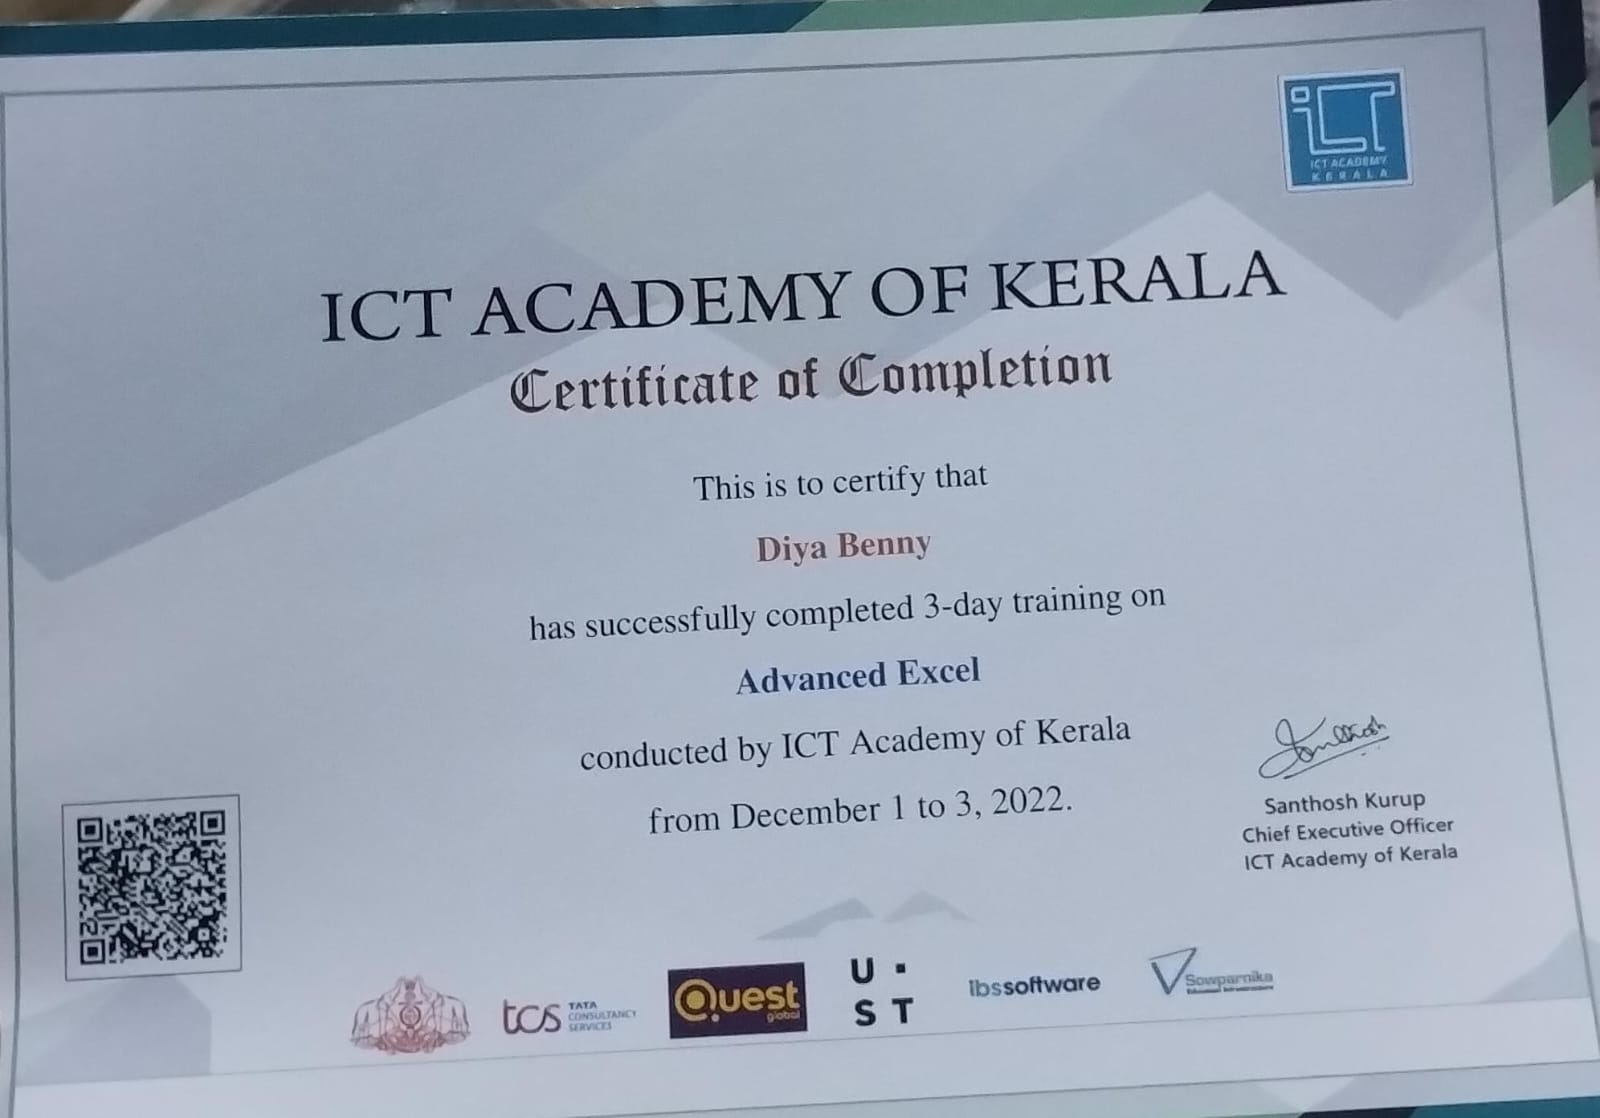 ICT ACADEMY
KERALA
ICT ACADEMY OF KERALA
Certificate of Completion
This is to certify that
Diya Benny
has successfully completed 3-day training on
Advanced Excel
conducted by ICT Academy of Kerala
from December 1 to 3, 2022.
Santhosh Kurup
Chief Executive Officer
ICT Academy of Kerala
tcs TATA
CONSULTANCY
SERVICES
Quest
global
U .
S T
ibssoftware
Sowparnika